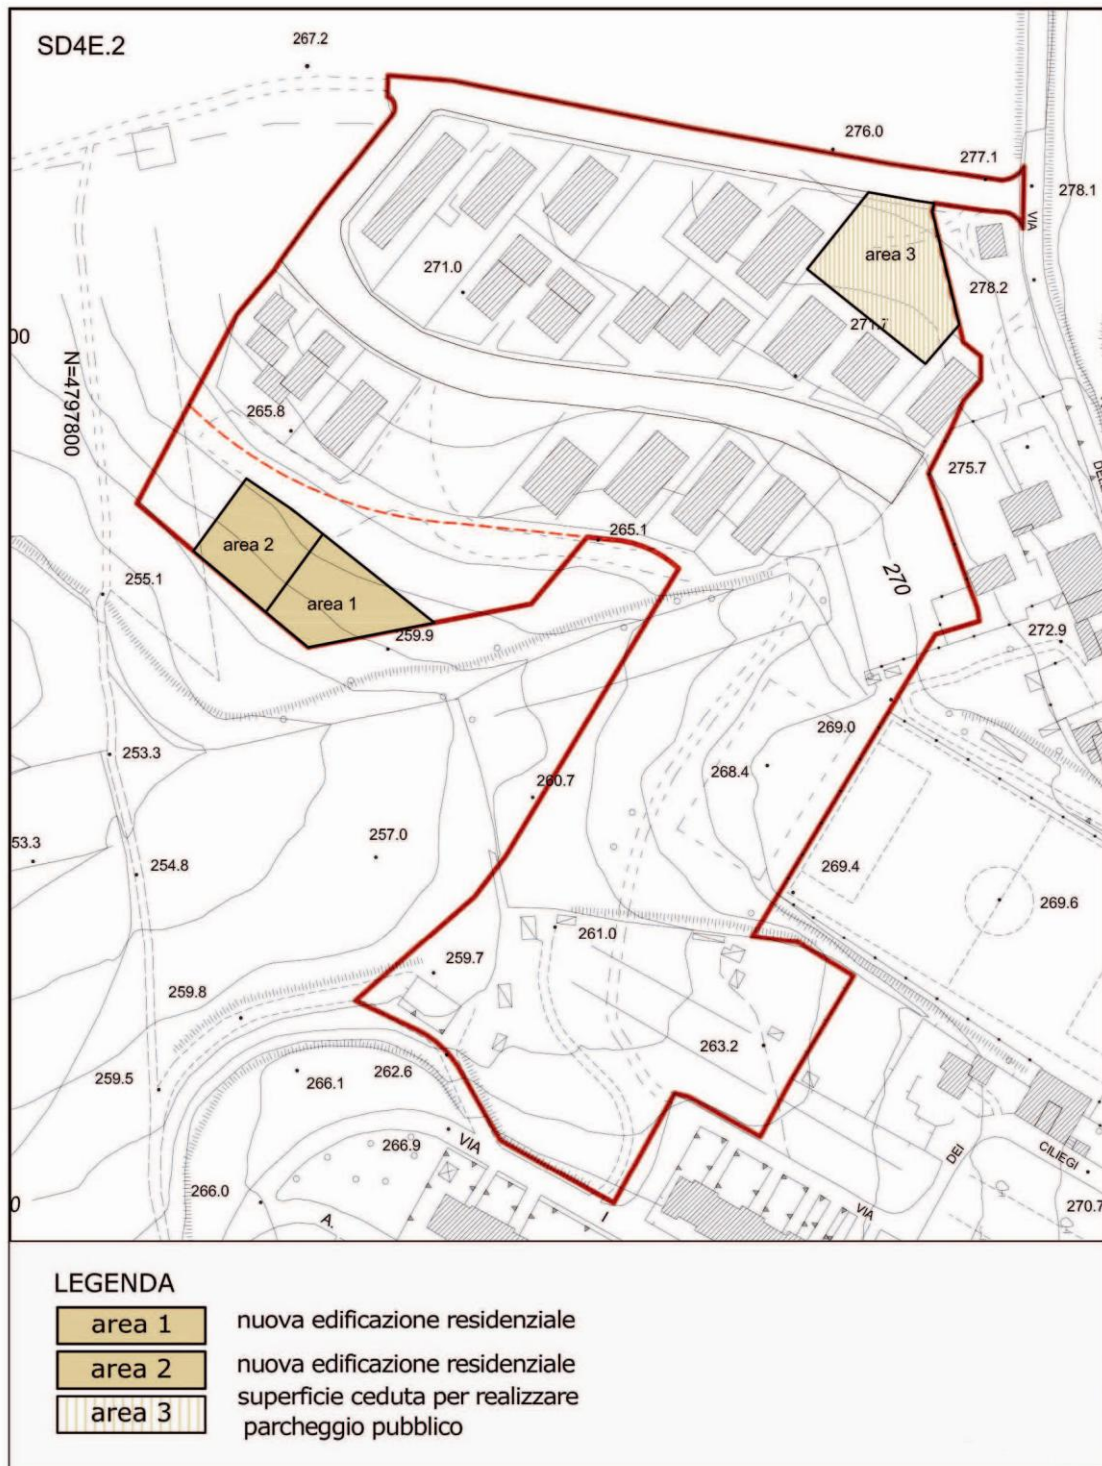 SD4E.2
267.2
276.0
277.1
278.1
VIA
area 3
271.0
278.2
271.7
00
N=4797800
265.8
275.7
DELL
area 2
265.1
255.1
270
area 1
259.9
272.9
269.0
253.3
268.4
260.7
53.3
257.0
254.8
269.4
269.6
261.0
259.7
259.8
263.2
259.5
266.1
262.6
266.9
VIA
DEI
CILIEGI
266.0
270.7
0
A.
I
VIA
LEGENDA
area 1 nuova edificazione residenziale
area 2 nuova edificazione residenziale
area 3 superficie ceduta per realizzare
parcheggio pubblico